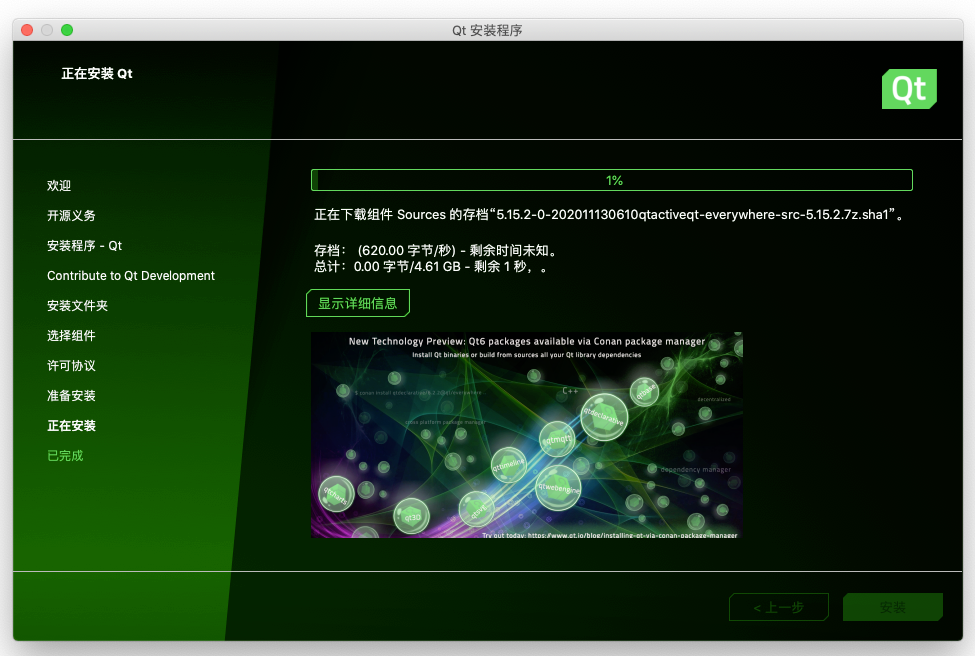 Qt 安装程序
正在安装 Qt
Qt
欢迎
开源义务
安装程序 - Qt
Contribute to Qt Development
安装文件夹
选择组件
许可协议
准备安装
正在安装
已完成
1%
正在下载组件 Sources 的存档“5.15.2-0-202011130610qtactiveqt-everywhere-src-5.15.2.7z.sha1”。
存档： (620.00 字节/秒) - 剩余时间未知。
总计：0.00 字节/4.61 GB - 剩余 1 秒，。
显示详细信息
New Technology Preview: Qt6 packages available via Conan package manager
Install Qt binaries or build from sources all your Qt library dependencies
C++
decentralized
cross platform package manager
qtdeclarative
qtmqtt
qttimeline
dependency manager
qtwebengine
qtcharts
qt3D
Try out today: https://www.qt.io/blog/installing-qt-via-conan-package-manager
< 上一步
安装